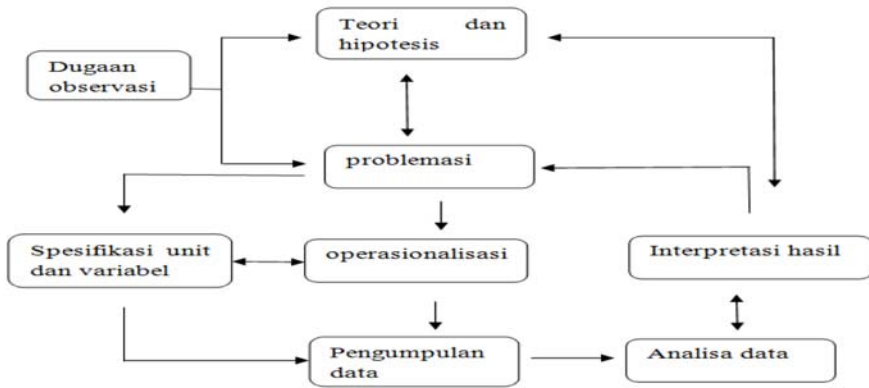 Teori dan
hipotesis
Dugaan
observasi
problemasi
Spesifikasi unit
dan variabel
operasionalisasi
Interpretasi hasil
Pengumpulan
data
Analisa data